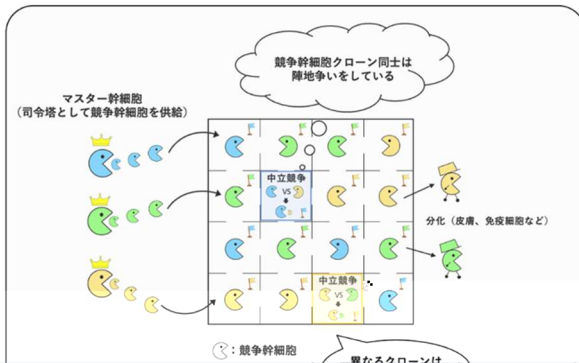 競争幹細胞クローン同士は
陣地争いをしている
マスター幹細胞
(司令塔として競争幹細胞を供給)
中立競争
VS
分化(皮膚、免疫細胞など)
中立競争
VS
:競争幹細胞
異なるクローンは